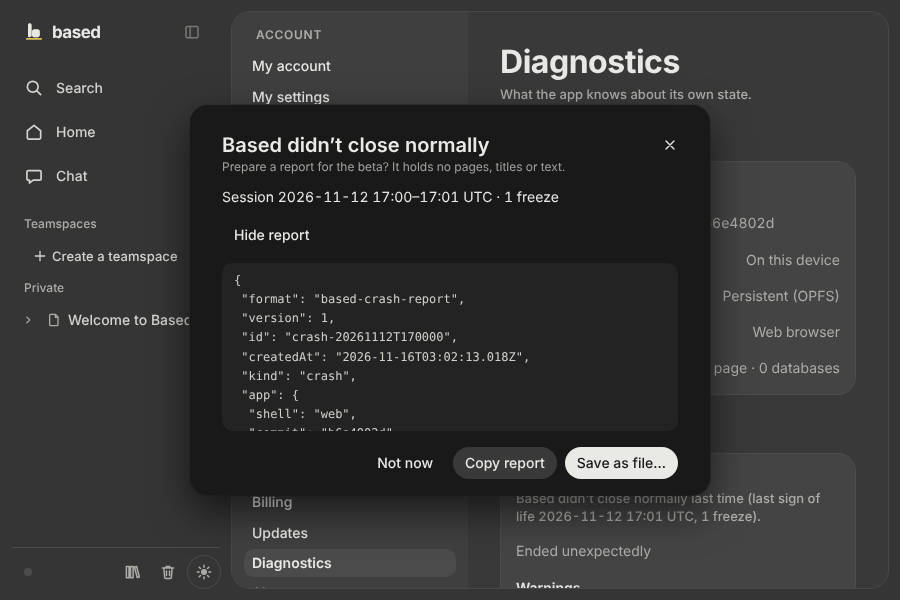 based
Search
Home
Chat
Teamspaces
Create a teamspace
Private
Welcome to Based
ACCOUNT
My account
My settings
Billing
Updates
Diagnostics
Diagnostics
What the app knows about its own state.
6e4802d
On this device
Persistent (OPFS)
Web browser
page · 0 databases
Based didn’t close normally
Prepare a report for the beta? It holds no pages, titles or text.
Session 2026-11-12 17:00–17:01 UTC · 1 freeze
Hide report
{
"format": "based-crash-report",
"version": 1,
"id": "crash-20261112T170000",
"createdAt": "2026-11-16T03:02:13.018Z",
"kind": "crash",
"app": {
"shell": "web",
Not now
Copy report
Save as file…
Based didn’t close normally last time (last sign of
life 2026-11-12 17:01 UTC, 1 freeze).
Ended unexpectedly
Warnings